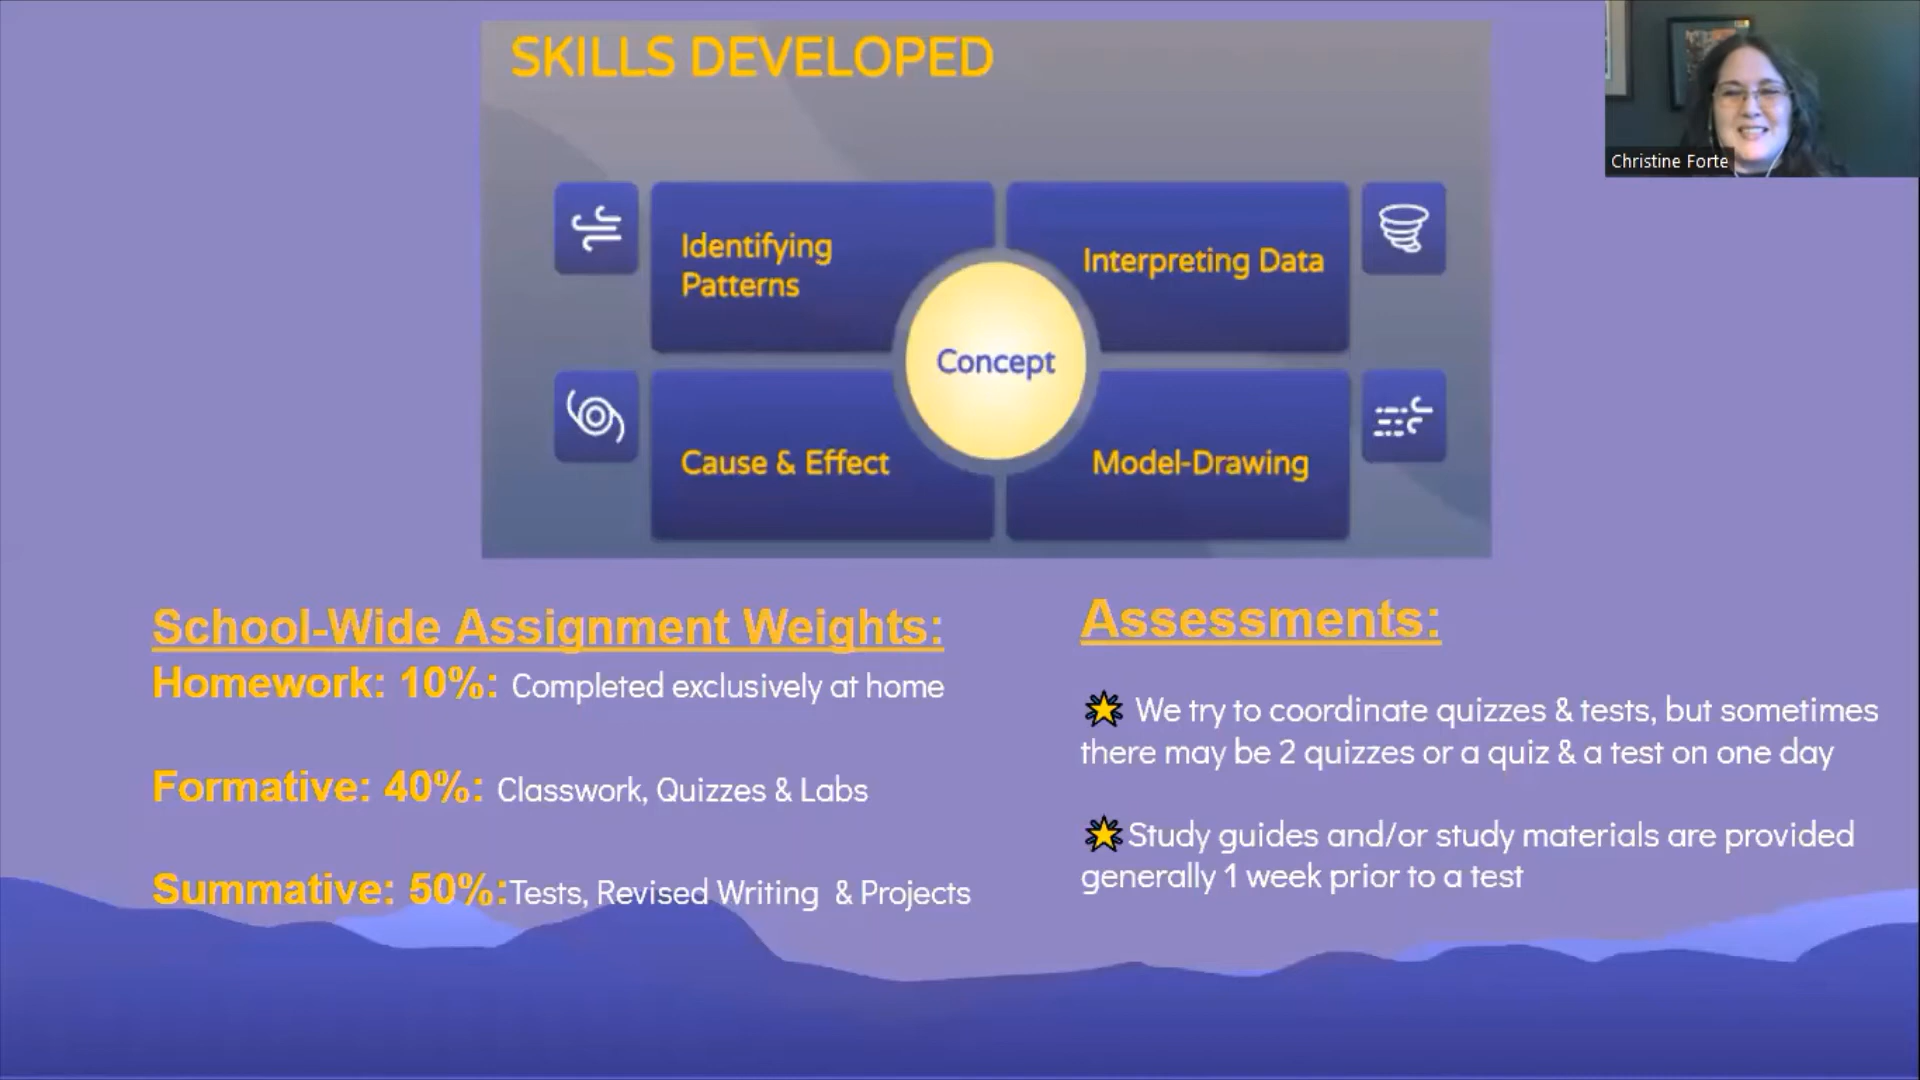 SKILLS DEVELOPED
Christine Forte
Identifying
Patterns
Interpreting Data
Concept
Cause & Effect
Model-Drawing
School-Wide Assignment Weights:
Homework: 10%: Completed exclusively at home
Formative: 40%: Classwork, Quizzes & Labs
Summative: 50%:Tests, Revised Writing & Projects
Assessments:
We try to coordinate quizzes & tests, but sometimes
there may be 2 quizzes or a quiz & a test on one day
Study guides and/or study materials are provided
generally 1 week prior to a test